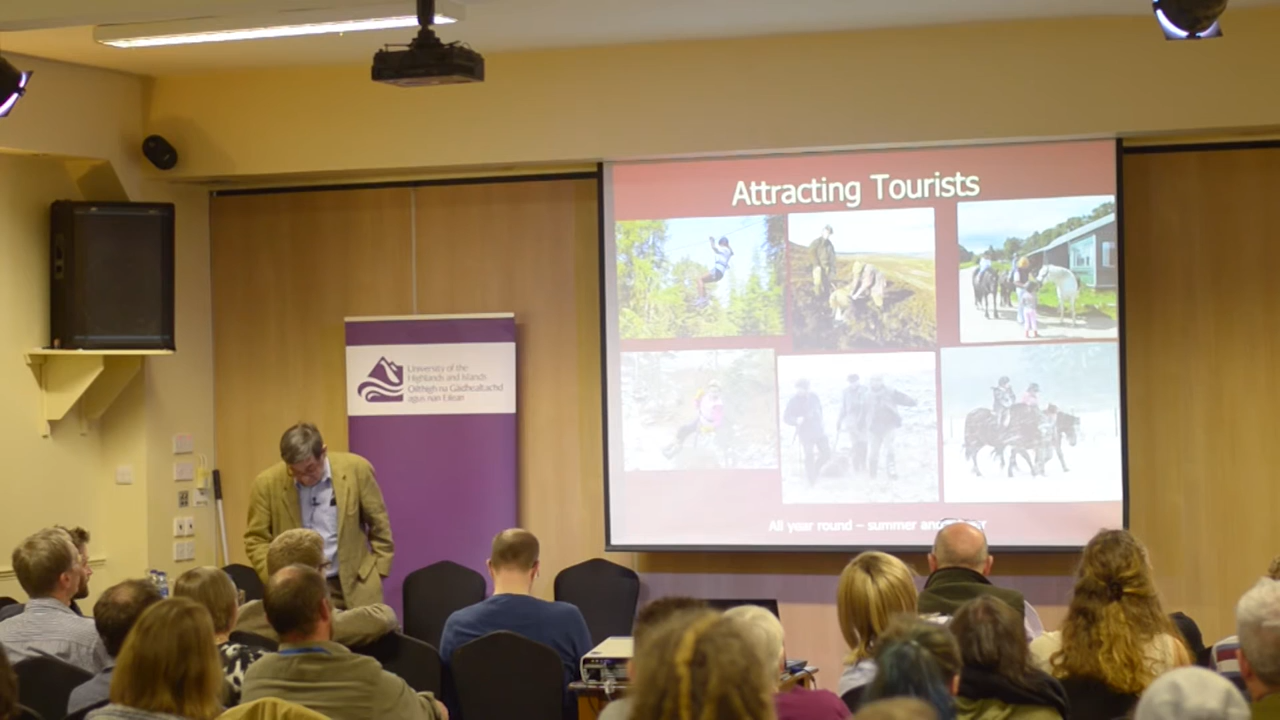 Attracting Tourists
University of the
Highlands and Islands
Oilthigh na Gàidhealtachd
agus nan Eilean
All year round – summer and